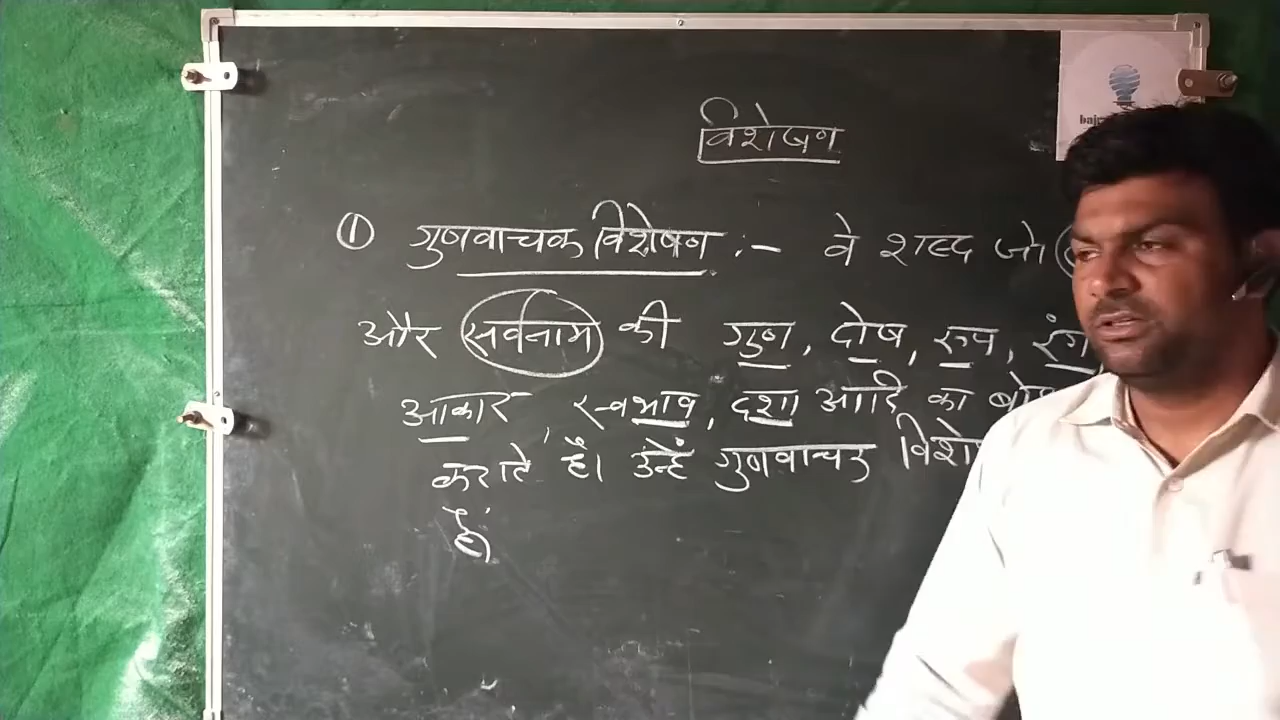 विशेषण
① गुणवाचक विशेषण :- वे शब्द जो
और सर्वनाम की गुण, दोष, रूप, रंग
आकार, स्वभाव, दशा आदि का
कराते है। उन्हें गुणवाचक
हैं